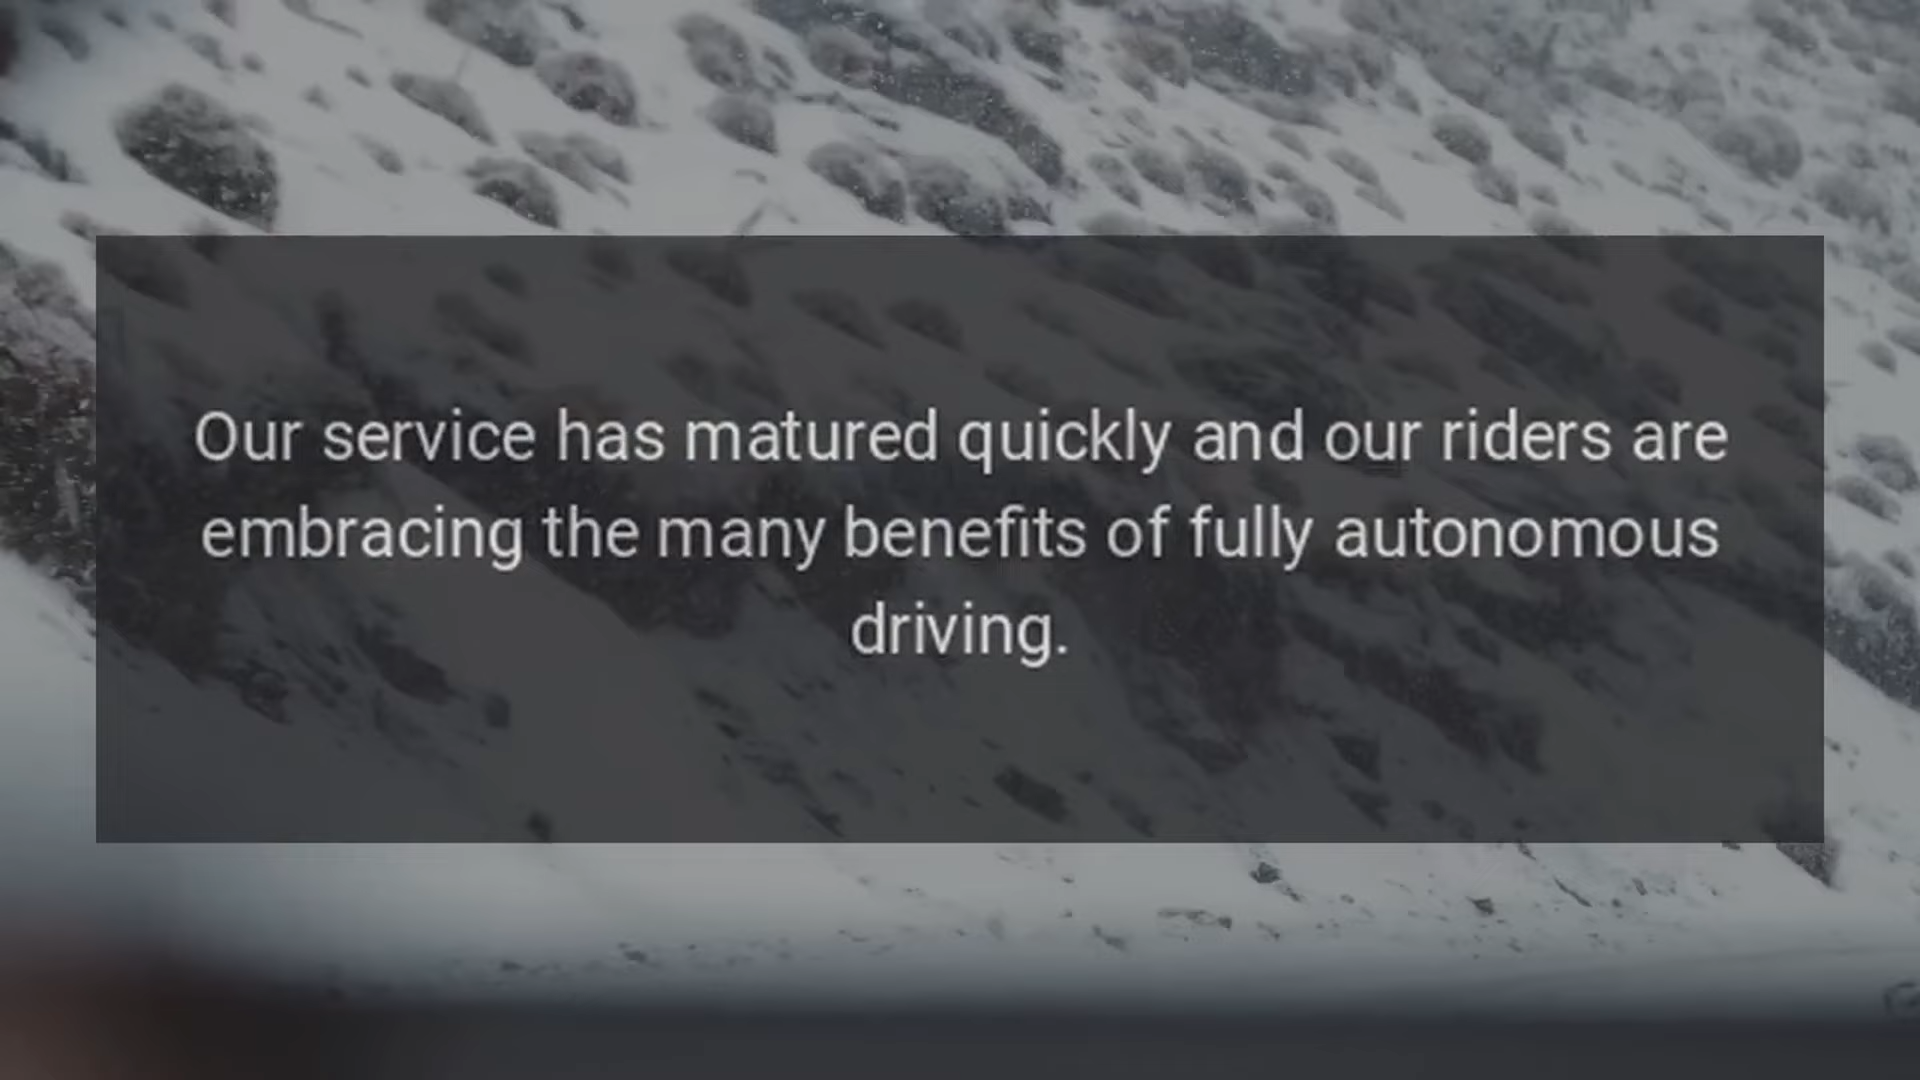 Our service has matured quickly and our riders are
embracing the many benefits of fully autonomous
driving.